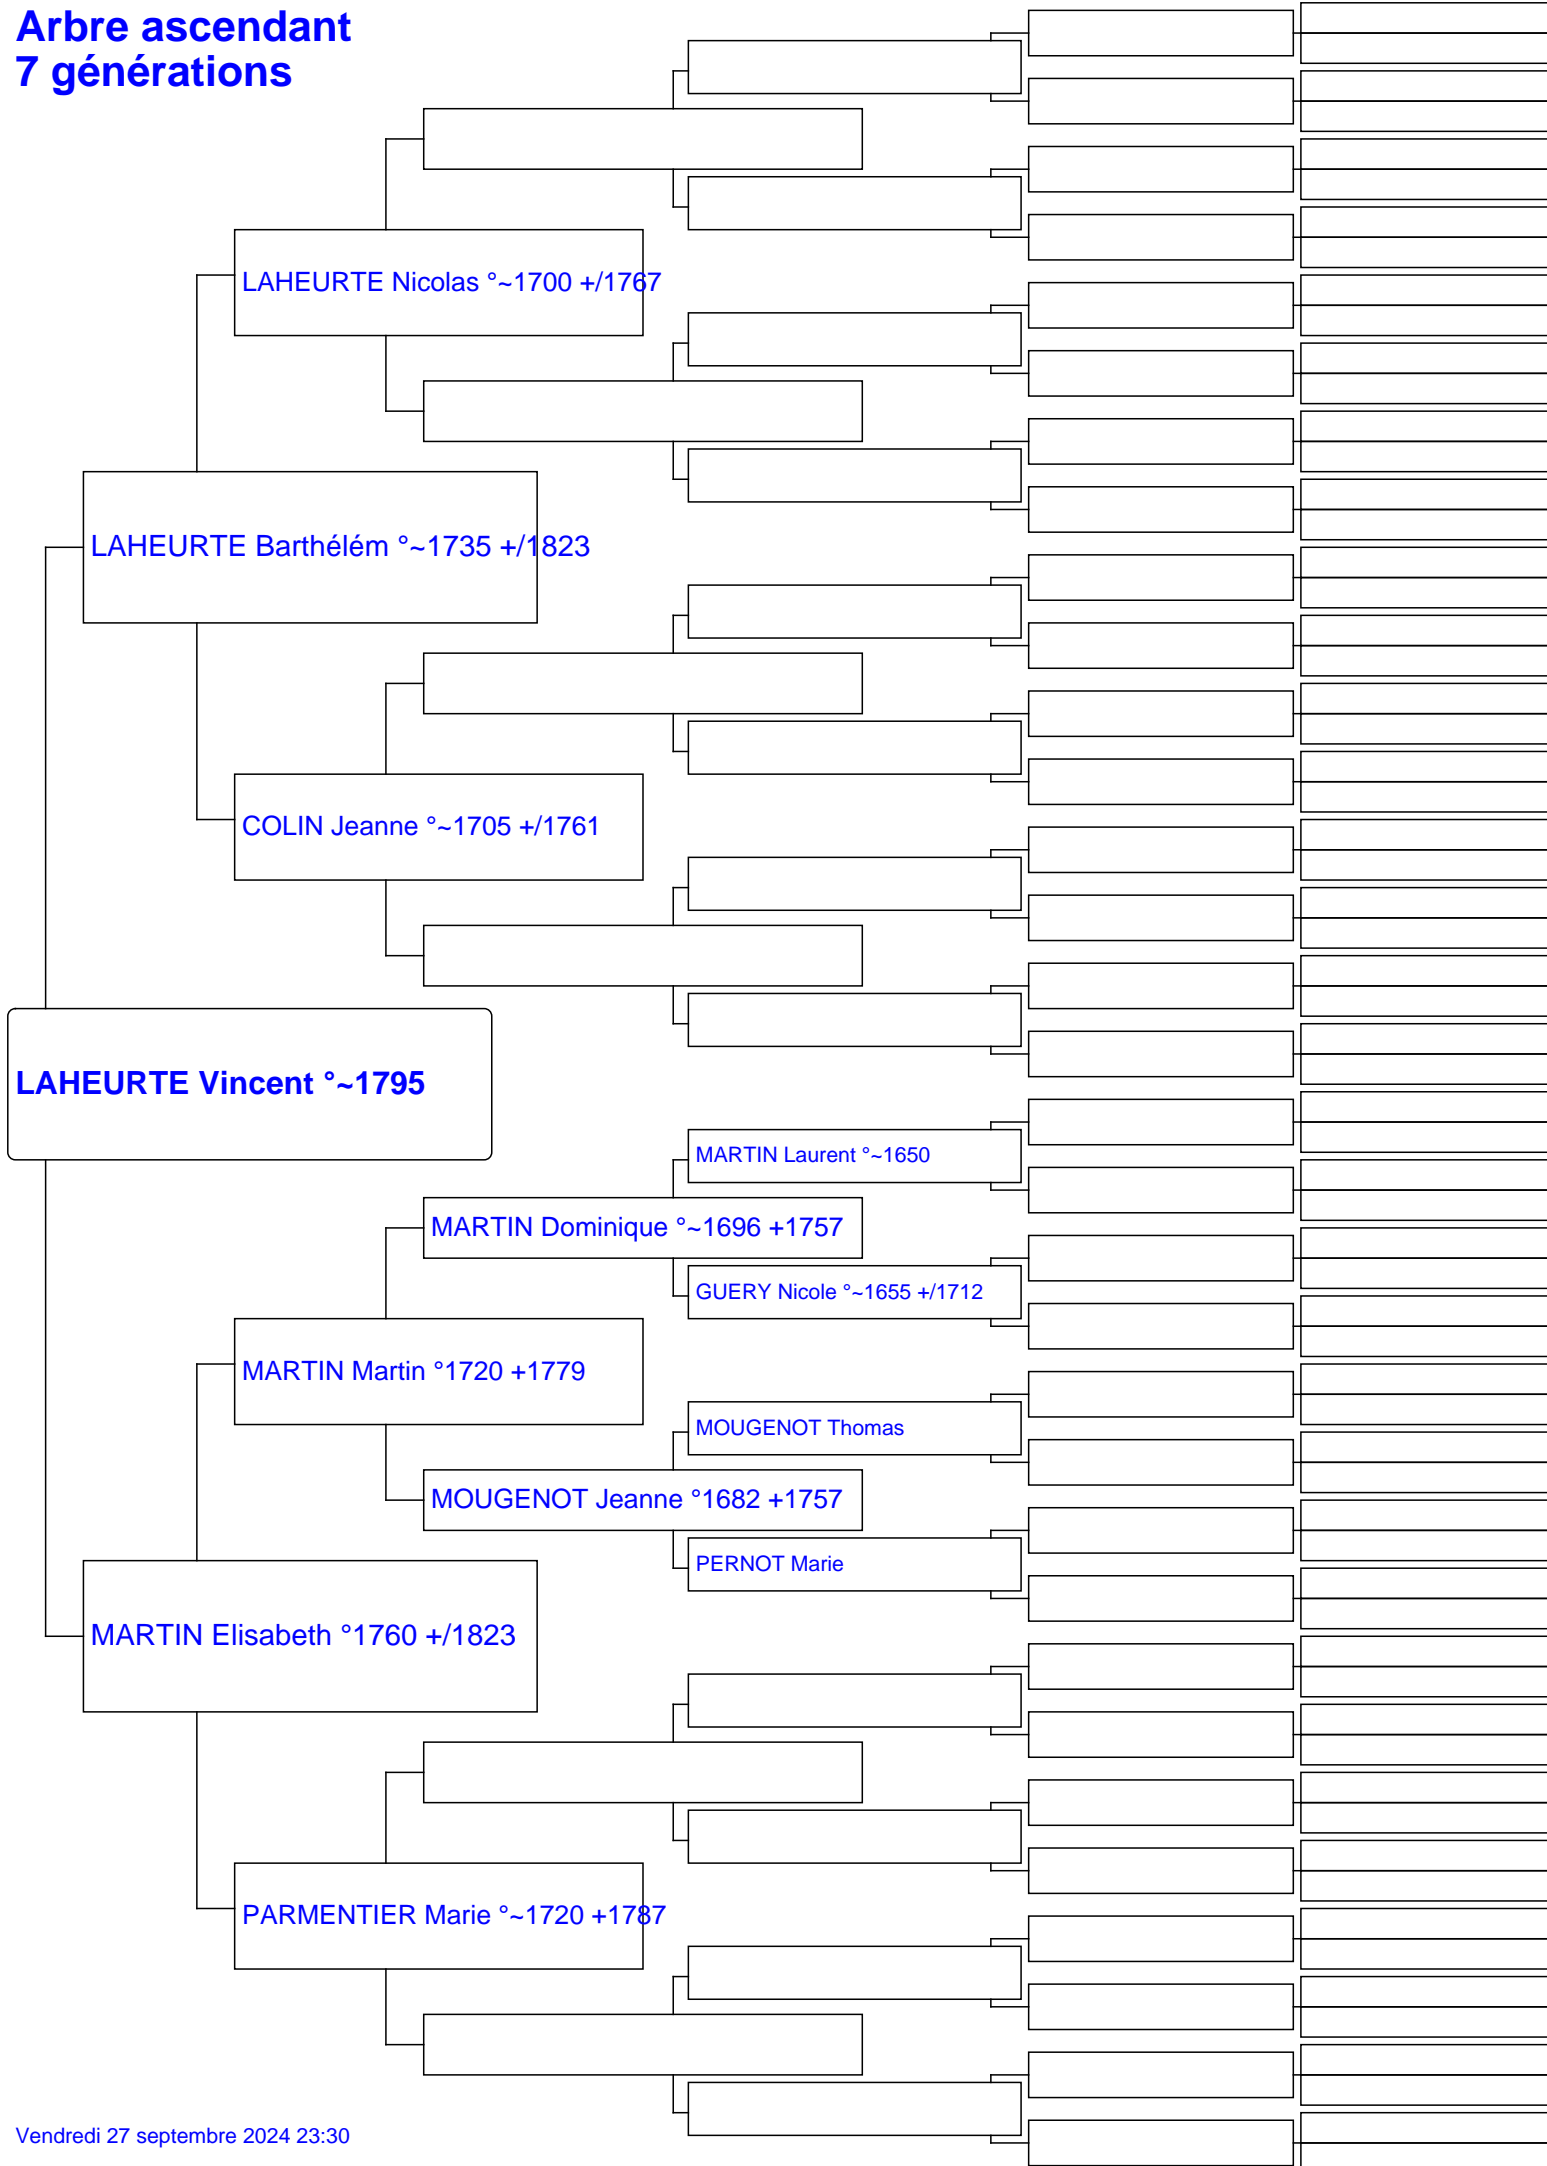 Arbre ascendant
7 générations
LAHEURTE Nicolas °~1700 +/1767
LAHEURTE Barthélém °~1735 +/1823
COLIN Jeanne °~1705 +/1761
LAHEURTE Vincent °~1795
MARTIN Laurent °~1650
MARTIN Dominique °~1696 +1757
GUERY Nicole °~1655 +/1712
MARTIN Martin °1720 +1779
MOUGENOT Thomas
MOUGENOT Jeanne °1682 +1757
PERNOT Marie
MARTIN Elisabeth °1760 +/1823
PARMENTIER Marie °~1720 +1787
Vendredi 27 septembre 2024 23:30